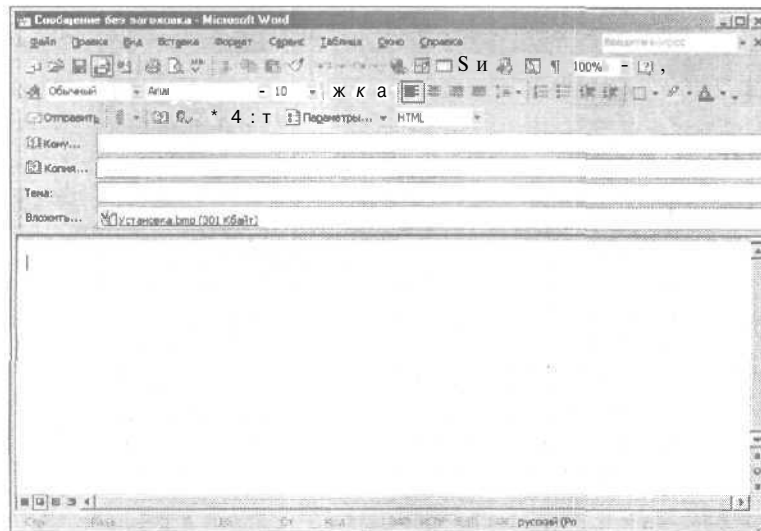 Сообщение без заголовка - Microsoft Word
Файл Правка Вид Вставка Формат Сервис Таблица Окно Справка
S и ¶ 100% - ,
Обычный - Arial - 10 ж к а
Отправить * 4 : т Параметры... HTML
Кому...
Копия...
Тема:
Вложить... Установка.bmp (301 Кбайт)
русский (Ро